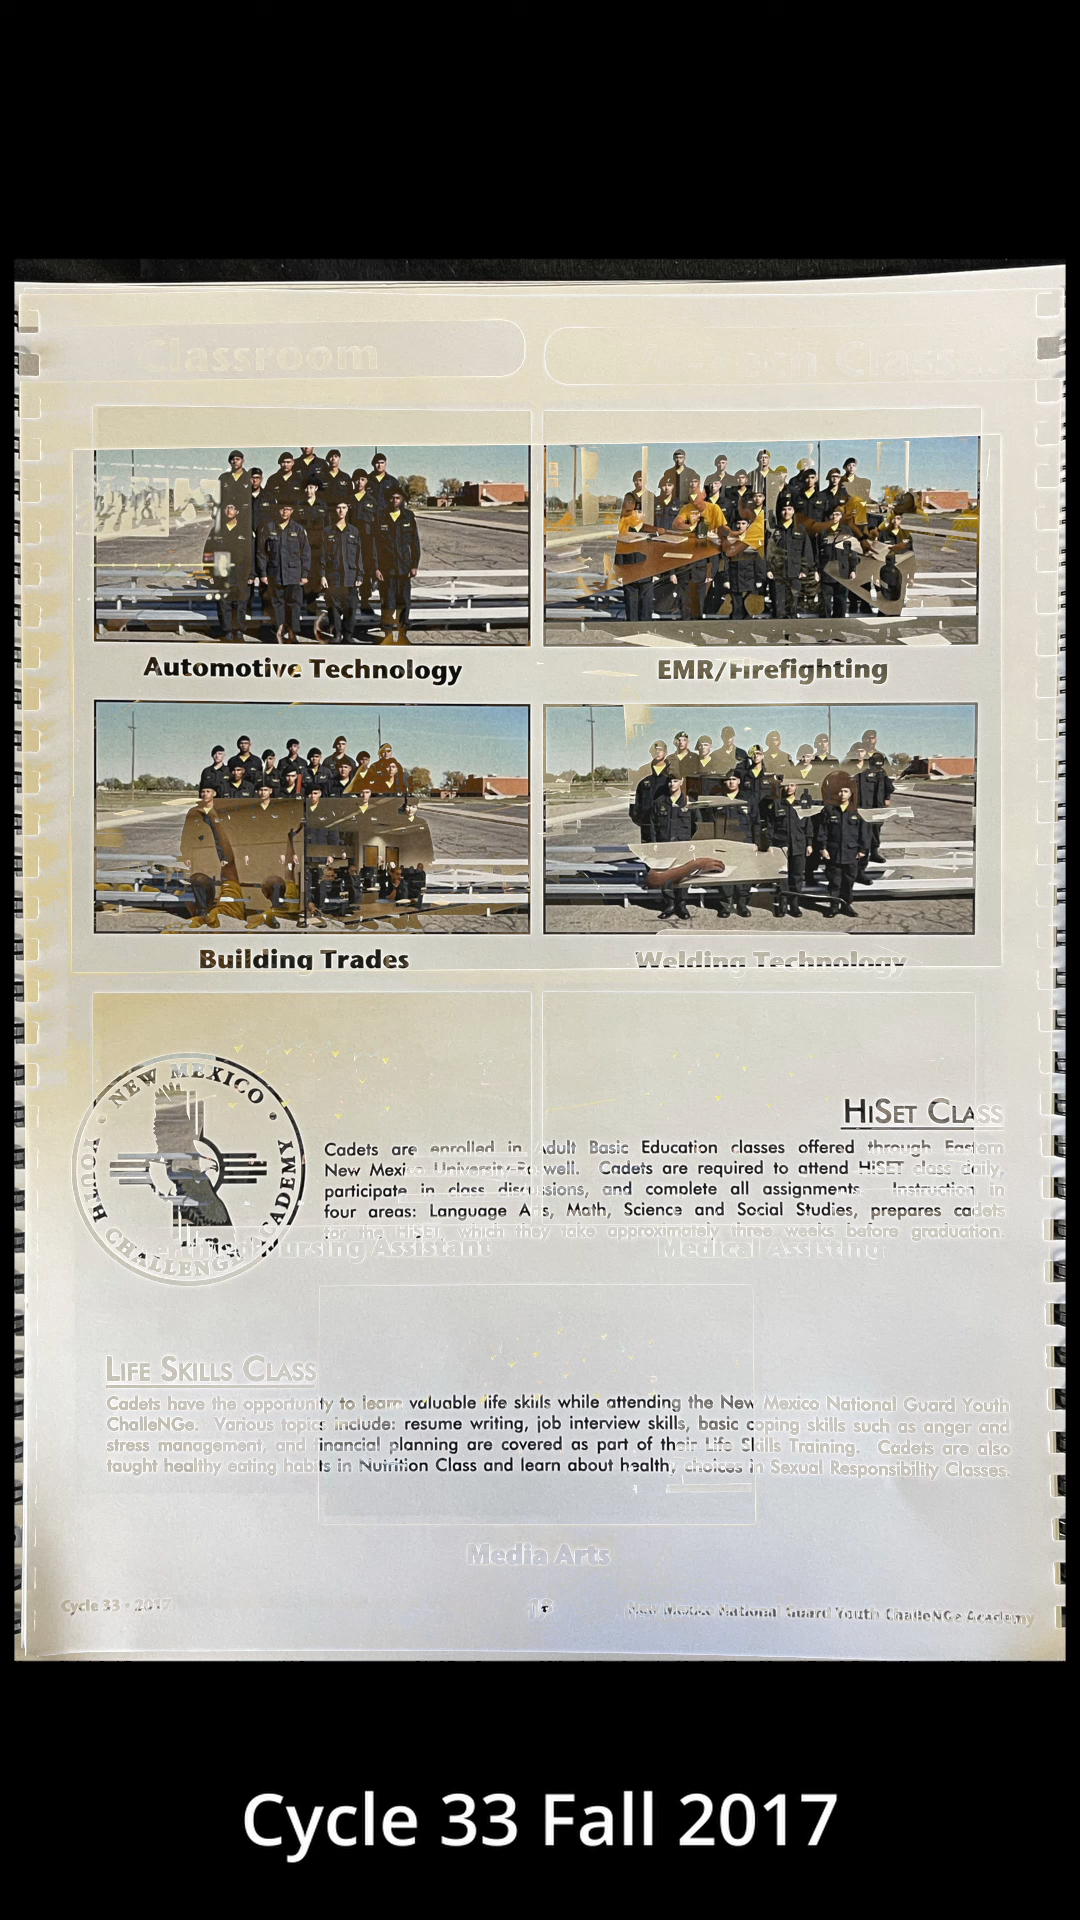 Classroom
Automotive Technology
EMR/Firefighting
Building Trades
Welding Technology
NEW MEXICO
YOUTH CHALLENGE ACADEMY
HiSet Class
Cadets are enrolled in Adult Basic Education classes offered through Eastern
New Mexico University-Roswell. Cadets are required to attend HiSET class daily,
participate in class discussions, and complete all assignments. Instruction in
four areas: Language Arts, Math, Science and Social Studies, prepares cadets
for the HiSET, which they take approximately three weeks before graduation.
Nursing Assistant
Medical Assisting
Life Skills Class
Cadets have the opportunity to learn valuable life skills while attending the New Mexico National Guard Youth
ChalleNGe. Various topics include: resume writing, job interview skills, basic coping skills such as anger and
stress management, and financial planning are covered as part of their Life Skills Training. Cadets are also
taught healthy eating habits in Nutrition Class and learn about healthy choices in Sexual Responsibility Classes.
Media Arts
Cycle 33 • 2017
New Mexico National Guard Youth ChalleNGe Academy
Cycle 33 Fall 2017